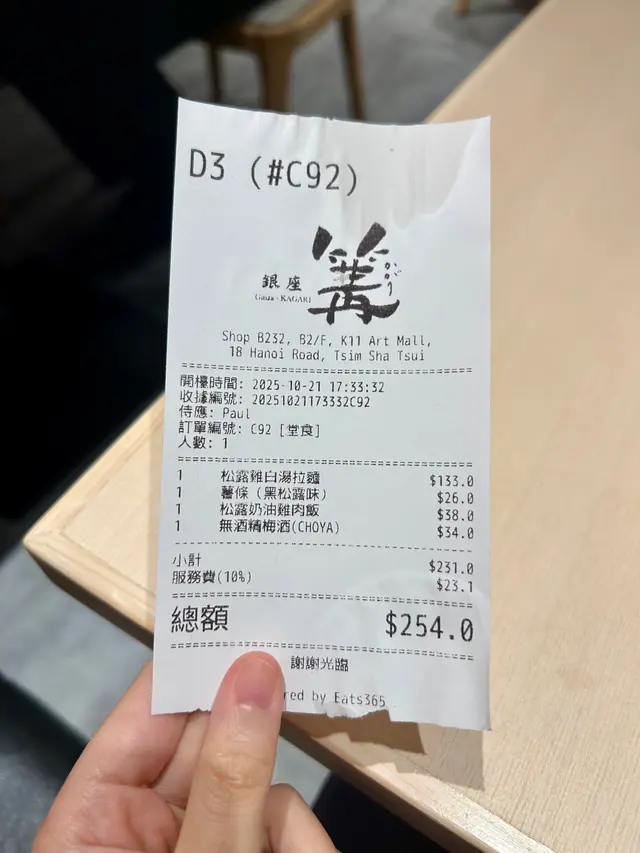 D3 (#C92)
銀座 篝 かがり
Ginza · KAGARI
Shop B232, B2/F, K11 Art Mall,
18 Hanoi Road, Tsim Sha Tsui
開檯時間: 2025-10-21 17:33:32
收據編號: 20251021173332C92
侍應: Paul
訂單編號: C92 [堂食]
人數: 1
1 松露雞白湯拉麵 $133.0
1 薯條 (黑松露味) $26.0
1 松露奶油雞肉飯 $38.0
1 無酒精梅酒(CHOYA) $34.0
小計 $231.0
服務費(10%) $23.1
總額 $254.0
謝謝光臨
red by Eats365